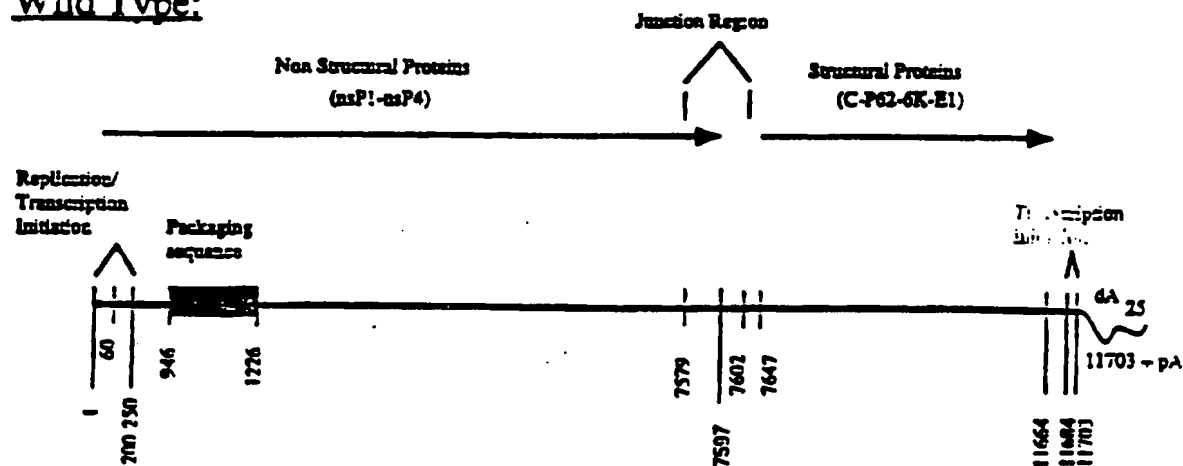 Wild Type:
Junction Region
Non Structural Proteins
(nsP1-nsP4)
Structural Proteins
(C-P62-6K-E1)
Replication/
Transcription
Initiation
Packaging
sequence
Transcription
dA 25
11703 + pA
1
60
200 250
946
1226
7579
7597
7602
7647
11664
11684
11703